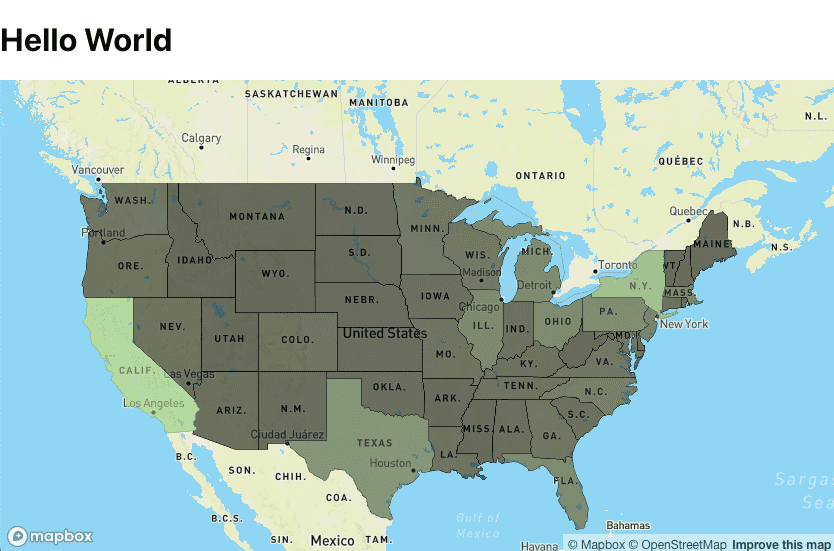 Hello World
ALBERTA
SASKATCHEWAN
MANITOBA
N.L.
Calgary
Regina
Winnipeg
ONTARIO
QUÉBEC
Vancouver
Quebec
N.B.
N.S.
WASH.
MONTANA
N.D.
MINN.
MAINE
Portland
Toronto
ORE.
IDAHO
S.D.
WIS.
MICH.
VT.
WYO.
Madison
Detroit
N.Y.
MASS.
NEBR.
IOWA
Chicago
PA.
New York
NEV.
UTAH
COLO.
United States
ILL.
IND.
OHIO
MD.
CALIF.
Las Vegas
MO.
KY.
VA.
Los Angeles
OKLA.
TENN.
N.C.
ARIZ.
N.M.
ARK.
S.C.
Ciudad Juárez
TEXAS
MISS.
ALA.
GA.
B.C.
SON.
CHIH.
Houston
LA.
FLA.
COA.
Gulf of
Mexico
B.C.S.
SIN.
Mexico
TAM.
Havana
Bahamas
Sargas
Sea
mapbox
© Mapbox © OpenStreetMap Improve this map